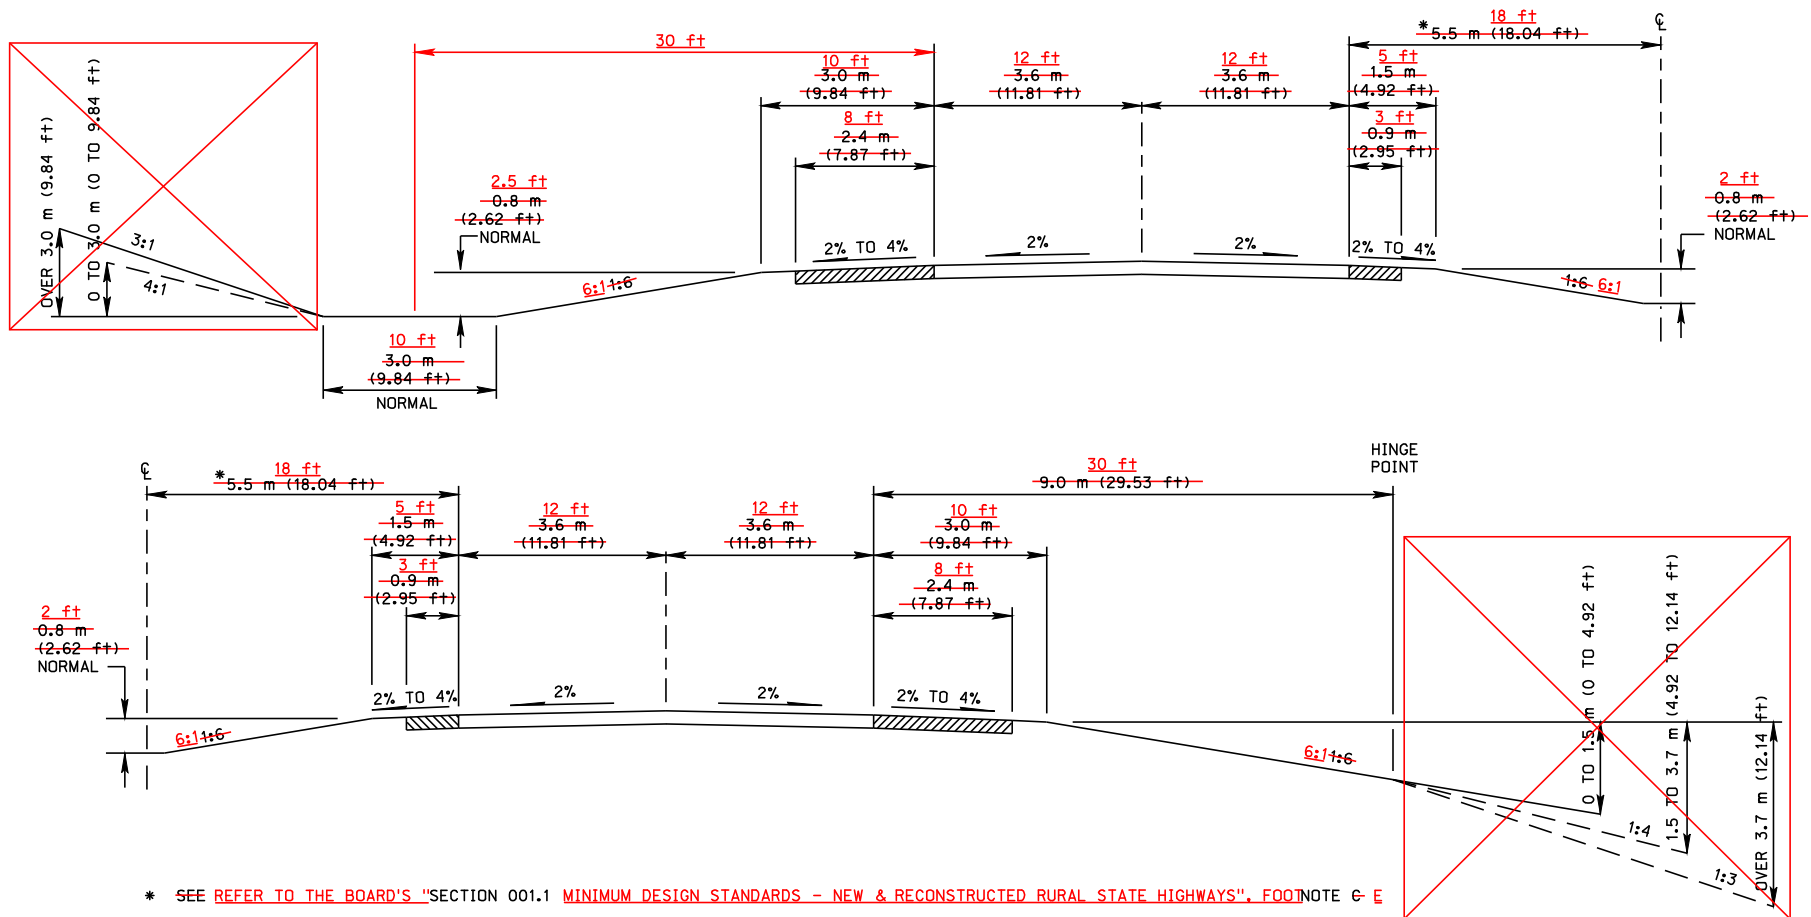 18 ft
* 5.5 m (18.04 ft)
℄
30 ft
10 ft
3.0 m
(9.84 ft)
12 ft
3.6 m
(11.81 ft)
12 ft
3.6 m
(11.81 ft)
5 ft
1.5 m
(4.92 ft)
8 ft
2.4 m
(7.87 ft)
3 ft
0.9 m
(2.95 ft)
OVER 3.0 m (9.84 ft)
0 TO 3.0 m (0 TO 9.84 ft)
3:1
4:1
2.5 ft
0.8 m
(2.62 ft)
NORMAL
2 ft
0.8 m
(2.62 ft)
NORMAL
2% TO 4%
2%
2%
2% TO 4%
6:1 1:6
1:6 6:1
10 ft
3.0 m
(9.84 ft)
NORMAL
HINGE
POINT
℄
18 ft
* 5.5 m (18.04 ft)
30 ft
9.0 m (29.53 ft)
5 ft
1.5 m
(4.92 ft)
12 ft
3.6 m
(11.81 ft)
12 ft
3.6 m
(11.81 ft)
10 ft
3.0 m
(9.84 ft)
3 ft
0.9 m
(2.95 ft)
8 ft
2.4 m
(7.87 ft)
2 ft
0.8 m
(2.62 ft)
NORMAL
2% TO 4%
2%
2%
2% TO 4%
6:1 1:6
6:1 1:6
0 TO 1.5 m (0 TO 4.92 ft)
1.5 TO 3.7 m (4.92 TO 12.14 ft)
OVER 3.7 m (12.14 ft)
1:4
1:3
* SEE REFER TO THE BOARD'S "SECTION 001.1 MINIMUM DESIGN STANDARDS - NEW & RECONSTRUCTED RURAL STATE HIGHWAYS", FOOTNOTE C E